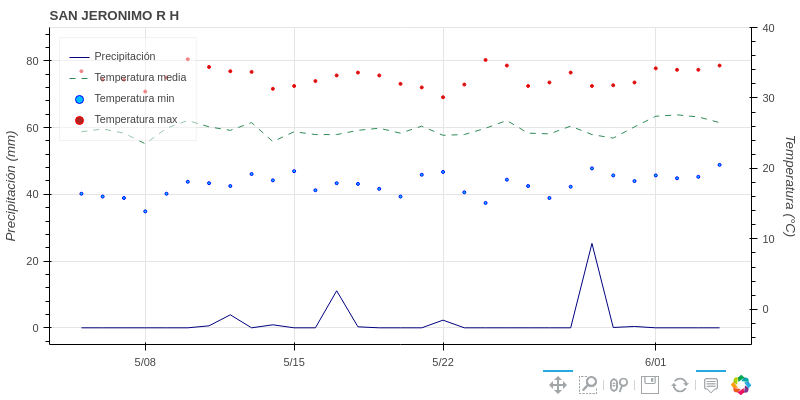 SAN JERONIMO R H
Precipitación
Temperatura media
Temperatura min
Temperatura max
Precipitación (mm)
80
60
40
20
0
Temperatura (°C)
40
30
20
10
0
5/08
5/15
5/22
6/01